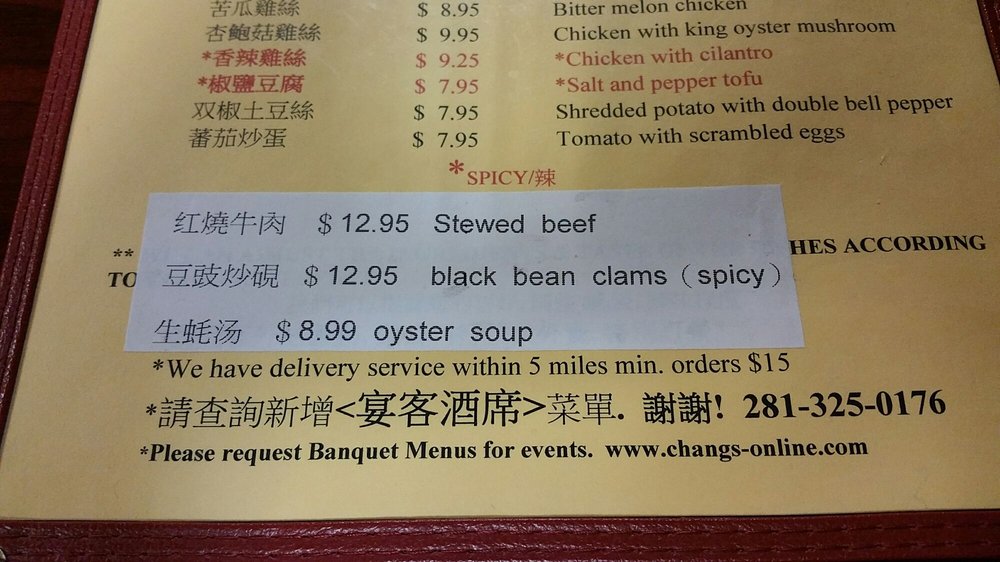 苦瓜雞絲 $ 8.95 Bitter melon chicken
杏鮑菇雞絲 $ 9.95 Chicken with king oyster mushroom
*香辣雞絲 $ 9.25 *Chicken with cilantro
*椒鹽豆腐 $ 7.95 *Salt and pepper tofu
双椒土豆絲 $ 7.95 Shredded potato with double bell pepper
蕃茄炒蛋 $ 7.95 Tomato with scrambled eggs
*SPICY/辣
红燒牛肉 $ 12.95 Stewed beef
** HES ACCORDING
TO
豆豉炒硯 $ 12.95 black bean clams (spicy)
生蚝汤 $ 8.99 oyster soup
*We have delivery service within 5 miles min. orders $15
*請查詢新增<宴客酒席>菜單. 謝謝! 281-325-0176
*Please request Banquet Menus for events. www.changs-online.com